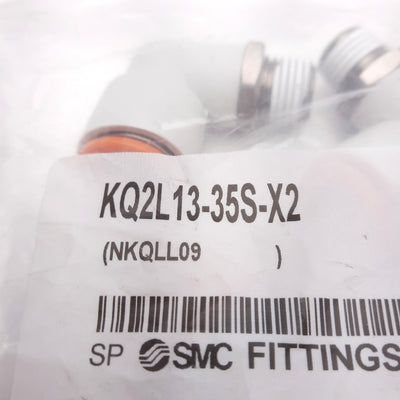 KQ2L13-35S-X2
(NKQLL09 )
SP SMC FITTINGS